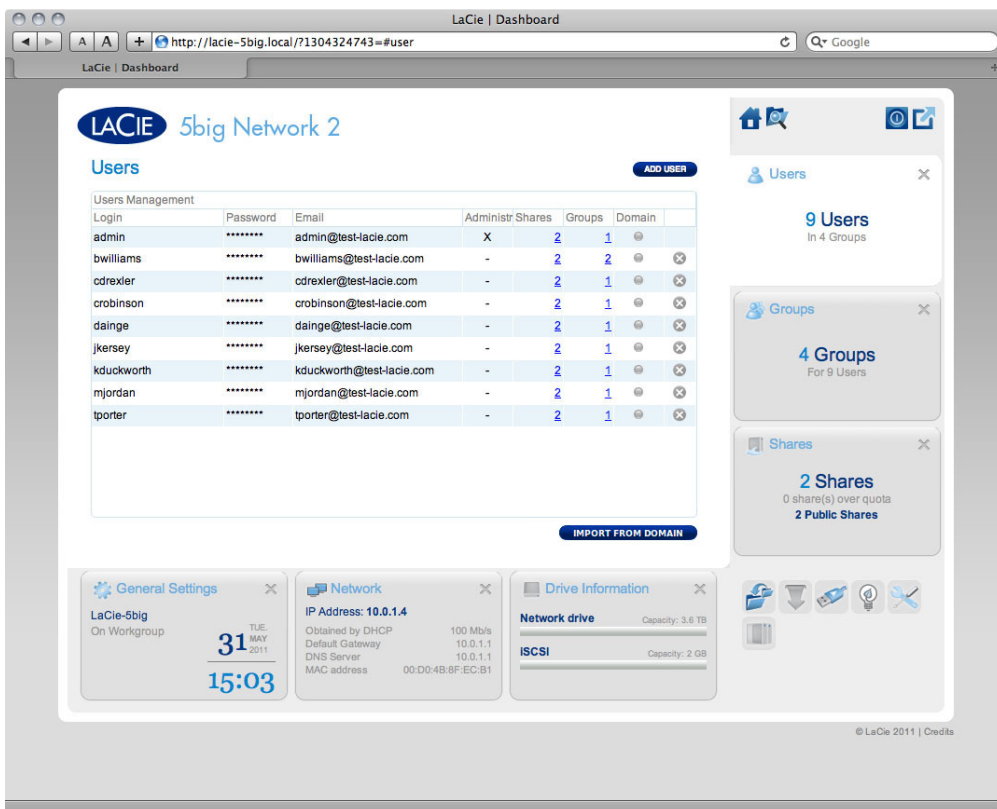 LaCie | Dashboard
A A + http://lacie-5big.local/?1304324743=#user Google
LaCie | Dashboard
LACIE 5big Network 2
Users
ADD USER
Users Management
Login Password Email Administr Shares Groups Domain
admin ******** admin@test-lacie.com X 2 1
bwilliams ******** bwilliams@test-lacie.com - 2 2
cdrexler ******** cdrexler@test-lacie.com - 2 1
crobinson ******** crobinson@test-lacie.com - 2 1
dainge ******** dainge@test-lacie.com - 2 1
jkersey ******** jkersey@test-lacie.com - 2 1
kduckworth ******** kduckworth@test-lacie.com - 2 1
mjordan ******** mjordan@test-lacie.com - 2 1
tporter ******** tporter@test-lacie.com - 2 1
IMPORT FROM DOMAIN
Users
9 Users
In 4 Groups
Groups
4 Groups
For 9 Users
Shares
2 Shares
0 share(s) over quota
2 Public Shares
General Settings
LaCie-5big
On Workgroup
TUE.
31 MAY
2011
15:03
Network
IP Address: 10.0.1.4
Obtained by DHCP 100 Mb/s
Default Gateway 10.0.1.1
DNS Server 10.0.1.1
MAC address 00:D0:4B:8F:EC:B1
Drive Information
Network drive Capacity: 3.6 TB
iSCSI Capacity: 2 GB
© LaCie 2011 | Credits